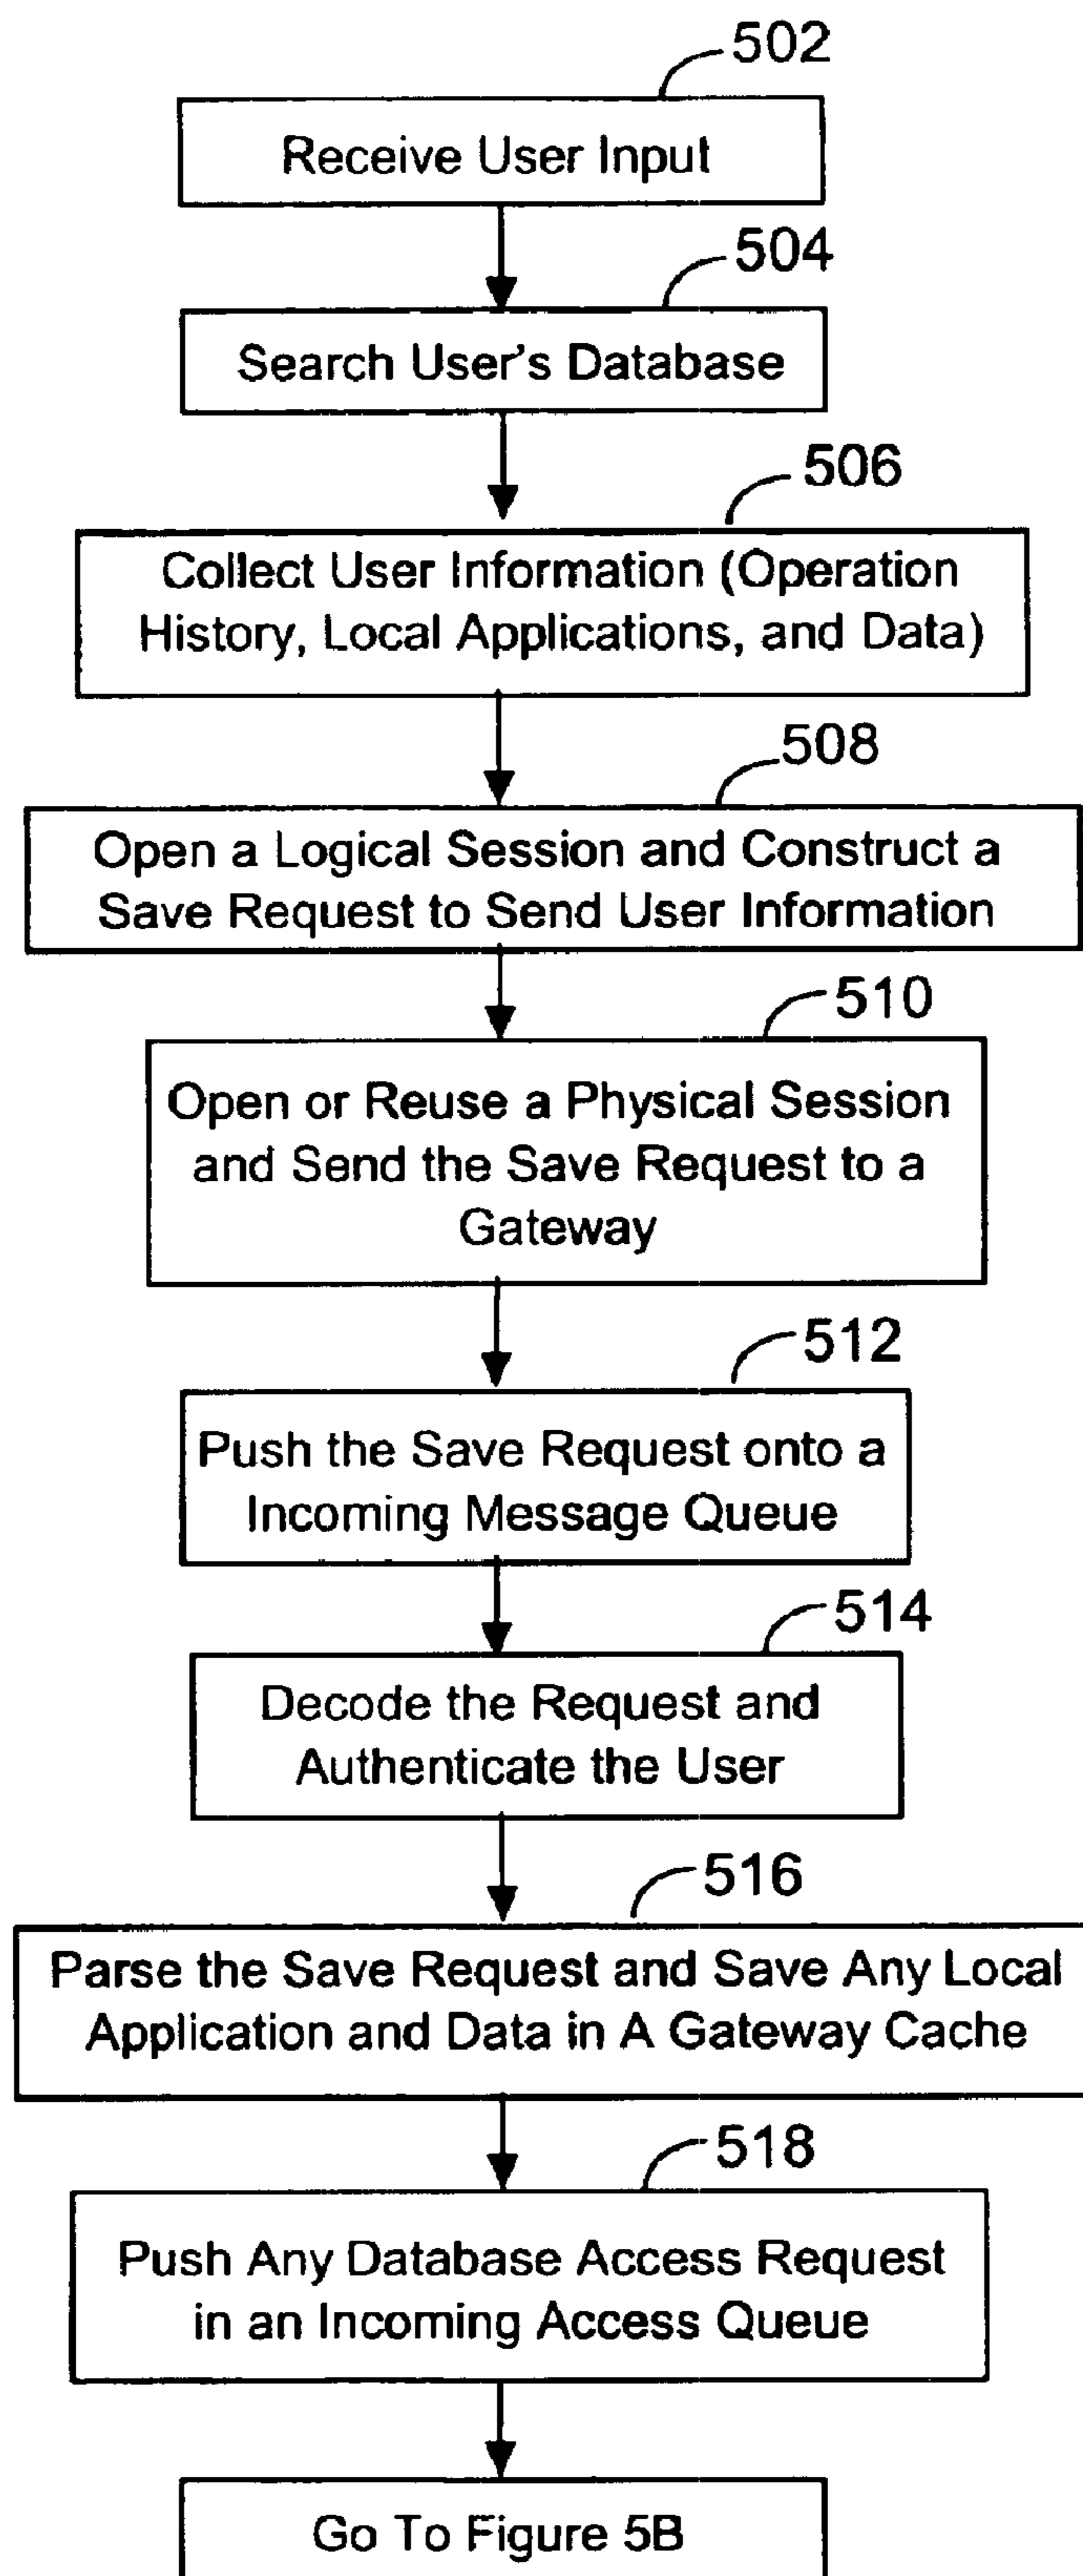 502
Receive User Input
504
Search User's Database
506
Collect User Information (Operation
History, Local Applications, and Data)
508
Open a Logical Session and Construct a
Save Request to Send User Information
510
Open or Reuse a Physical Session
and Send the Save Request to a
Gateway
512
Push the Save Request onto a
Incoming Message Queue
514
Decode the Request and
Authenticate the User
516
Parse the Save Request and Save Any Local
Application and Data in A Gateway Cache
518
Push Any Database Access Request
in an Incoming Access Queue
Go To Figure 5B